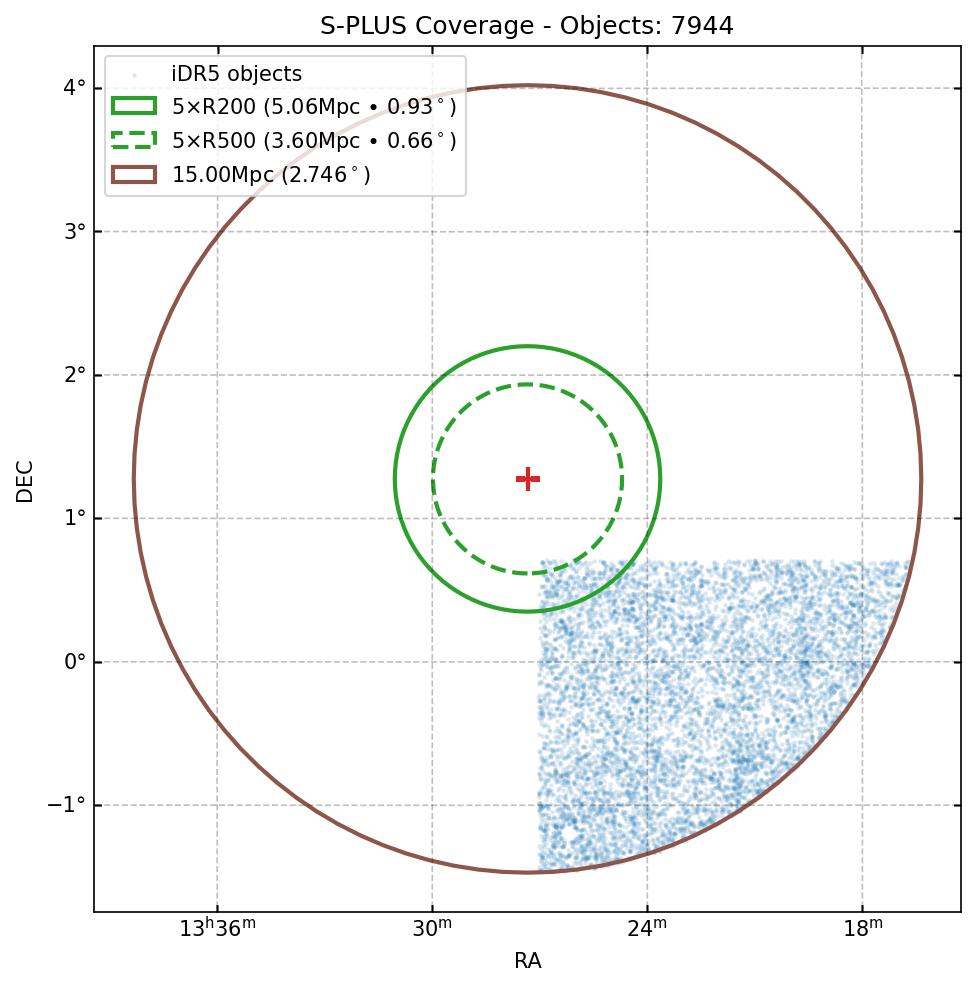 S-PLUS Coverage - Objects: 7944
iDR5 objects
5×R200 (5.06Mpc • 0.93°)
5×R500 (3.60Mpc • 0.66°)
15.00Mpc (2.746°)
4°
3°
2°
1°
0°
−1°
DEC
13ʰ36ᵐ 30ᵐ 24ᵐ 18ᵐ
RA